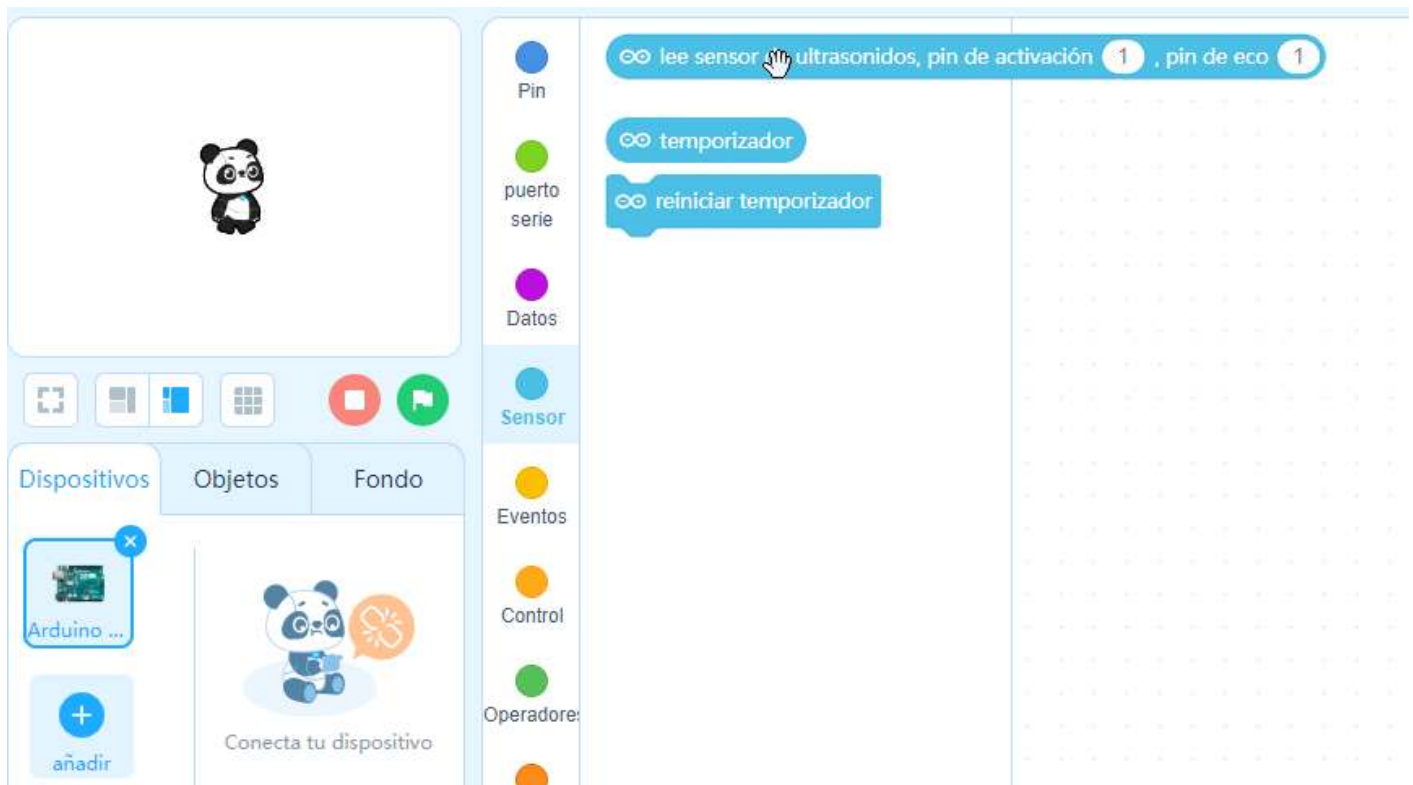 Pin
puerto
serie
Datos
Sensor
Eventos
Control
Operadores
lee sensor ultrasonidos, pin de activación 1 , pin de eco 1
temporizador
reiniciar temporizador
Dispositivos
Objetos
Fondo
Arduino ...
añadir
Conecta tu dispositivo